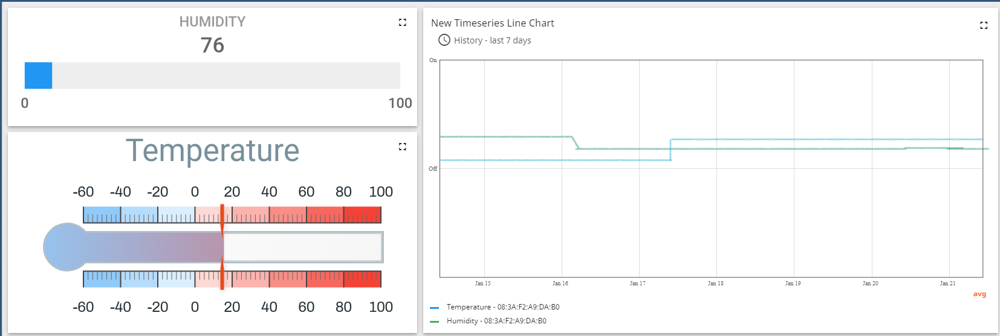 HUMIDITY
76
0 100
Temperature
-60 -40 -20 0 20 40 60 80 100
-60 -40 -20 0 20 40 60 80 100
New Timeseries Line Chart
History - last 7 days
On
Off
Jan 15 Jan 16 Jan 17 Jan 18 Jan 19 Jan 20 Jan 21
avg
Temperature - 08:3A:F2:A9:DA:B0
Humidity - 08:3A:F2:A9:DA:B0